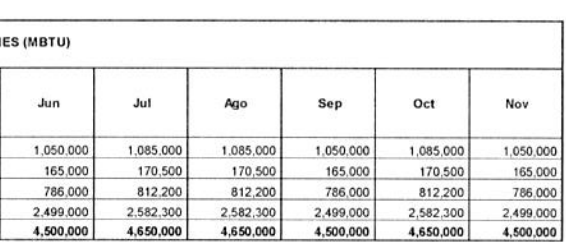 IES (MBTU)
Jun Jul Ago Sep Oct Nov
1,050,000 1,085,000 1,085,000 1,050,000 1,085,000 1,050,000
165,000 170,500 170,500 165,000 170,500 165,000
786,000 812,200 812,200 786,000 812,200 786,000
2,499,000 2,582,300 2,582,300 2,499,000 2,582,300 2,499,000
4,500,000 4,650,000 4,650,000 4,500,000 4,650,000 4,500,000